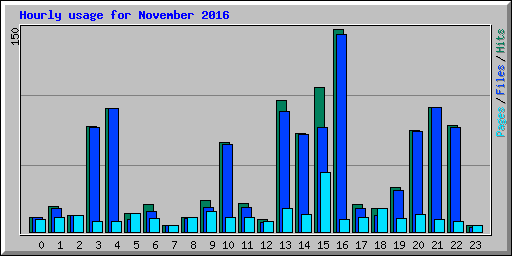 Hourly usage for November 2016
150
Pages/Files/Hits
0 1 2 3 4 5 6 7 8 9 10 11 12 13 14 15 16 17 18 19 20 21 22 23